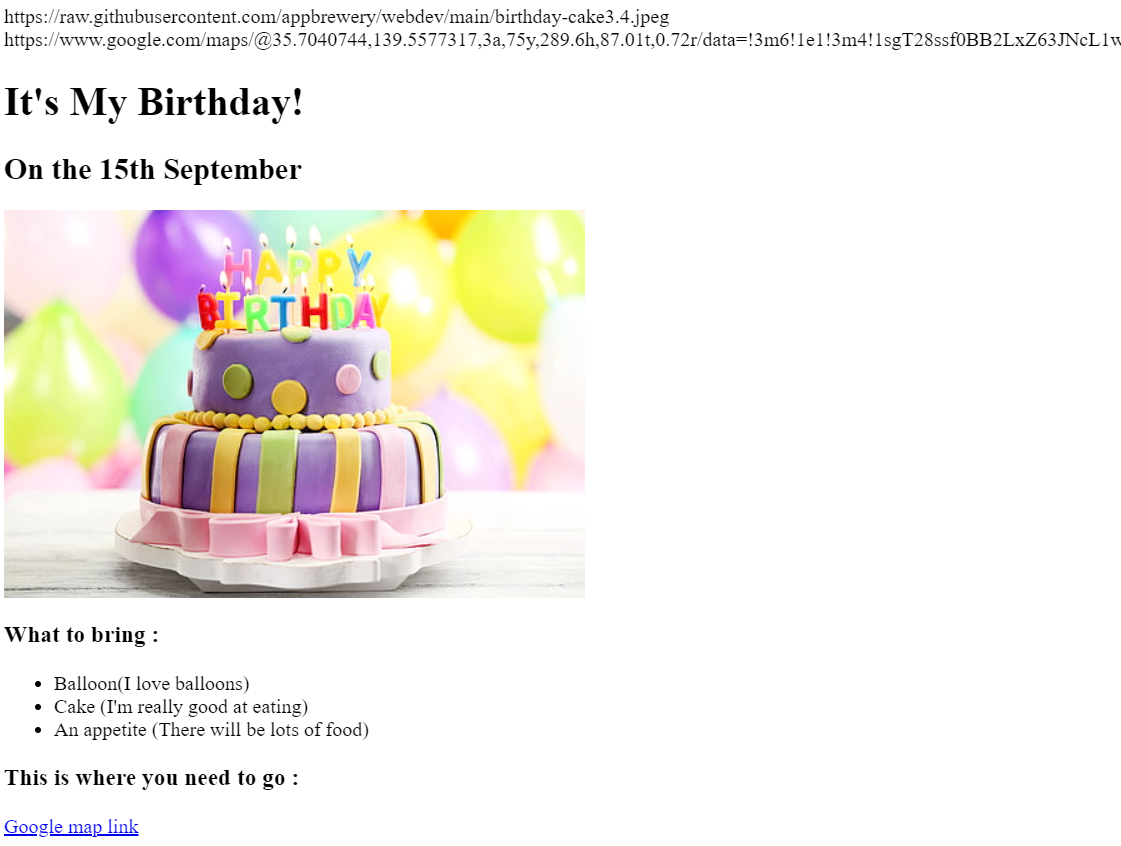 https://raw.githubusercontent.com/appbrewery/webdev/main/birthday-cake3.4.jpeg
https://www.google.com/maps/@35.7040744,139.5577317,3a,75y,289.6h,87.01t,0.72r/data=!3m6!1e1!3m4!1sgT28ssf0BB2LxZ63JNcL1w
It's My Birthday!
On the 15th September
HAPPY
BIRTHDAY
What to bring :
Balloon(I love balloons)
Cake (I'm really good at eating)
An appetite (There will be lots of food)
This is where you need to go :
Google map link